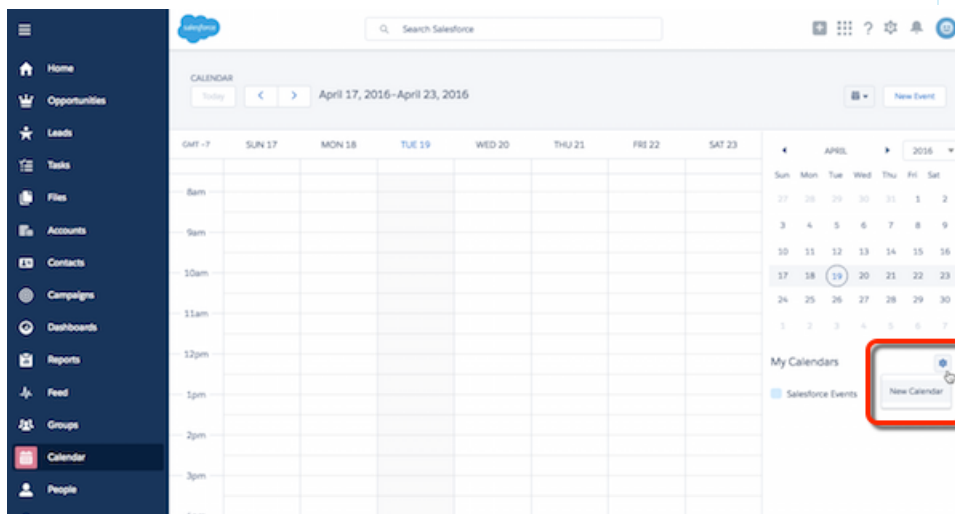 salesforce
Search Salesforce
Home
Opportunities
Leads
Tasks
Files
Accounts
Contacts
Campaigns
Dashboards
Reports
Feed
Groups
Calendar
People
CALENDAR
Today
April 17, 2016–April 23, 2016
New Event
GMT -7 SUN 17 MON 18 TUE 19 WED 20 THU 21 FRI 22 SAT 23
8am
9am
10am
11am
12pm
1pm
2pm
3pm
APRIL 2016
Sun Mon Tue Wed Thu Fri Sat
27 28 29 30 31 1 2
3 4 5 6 7 8 9
10 11 12 13 14 15 16
17 18 19 20 21 22 23
24 25 26 27 28 29 30
1 2 3 4 5 6 7
My Calendars
Salesforce Events
New Calendar